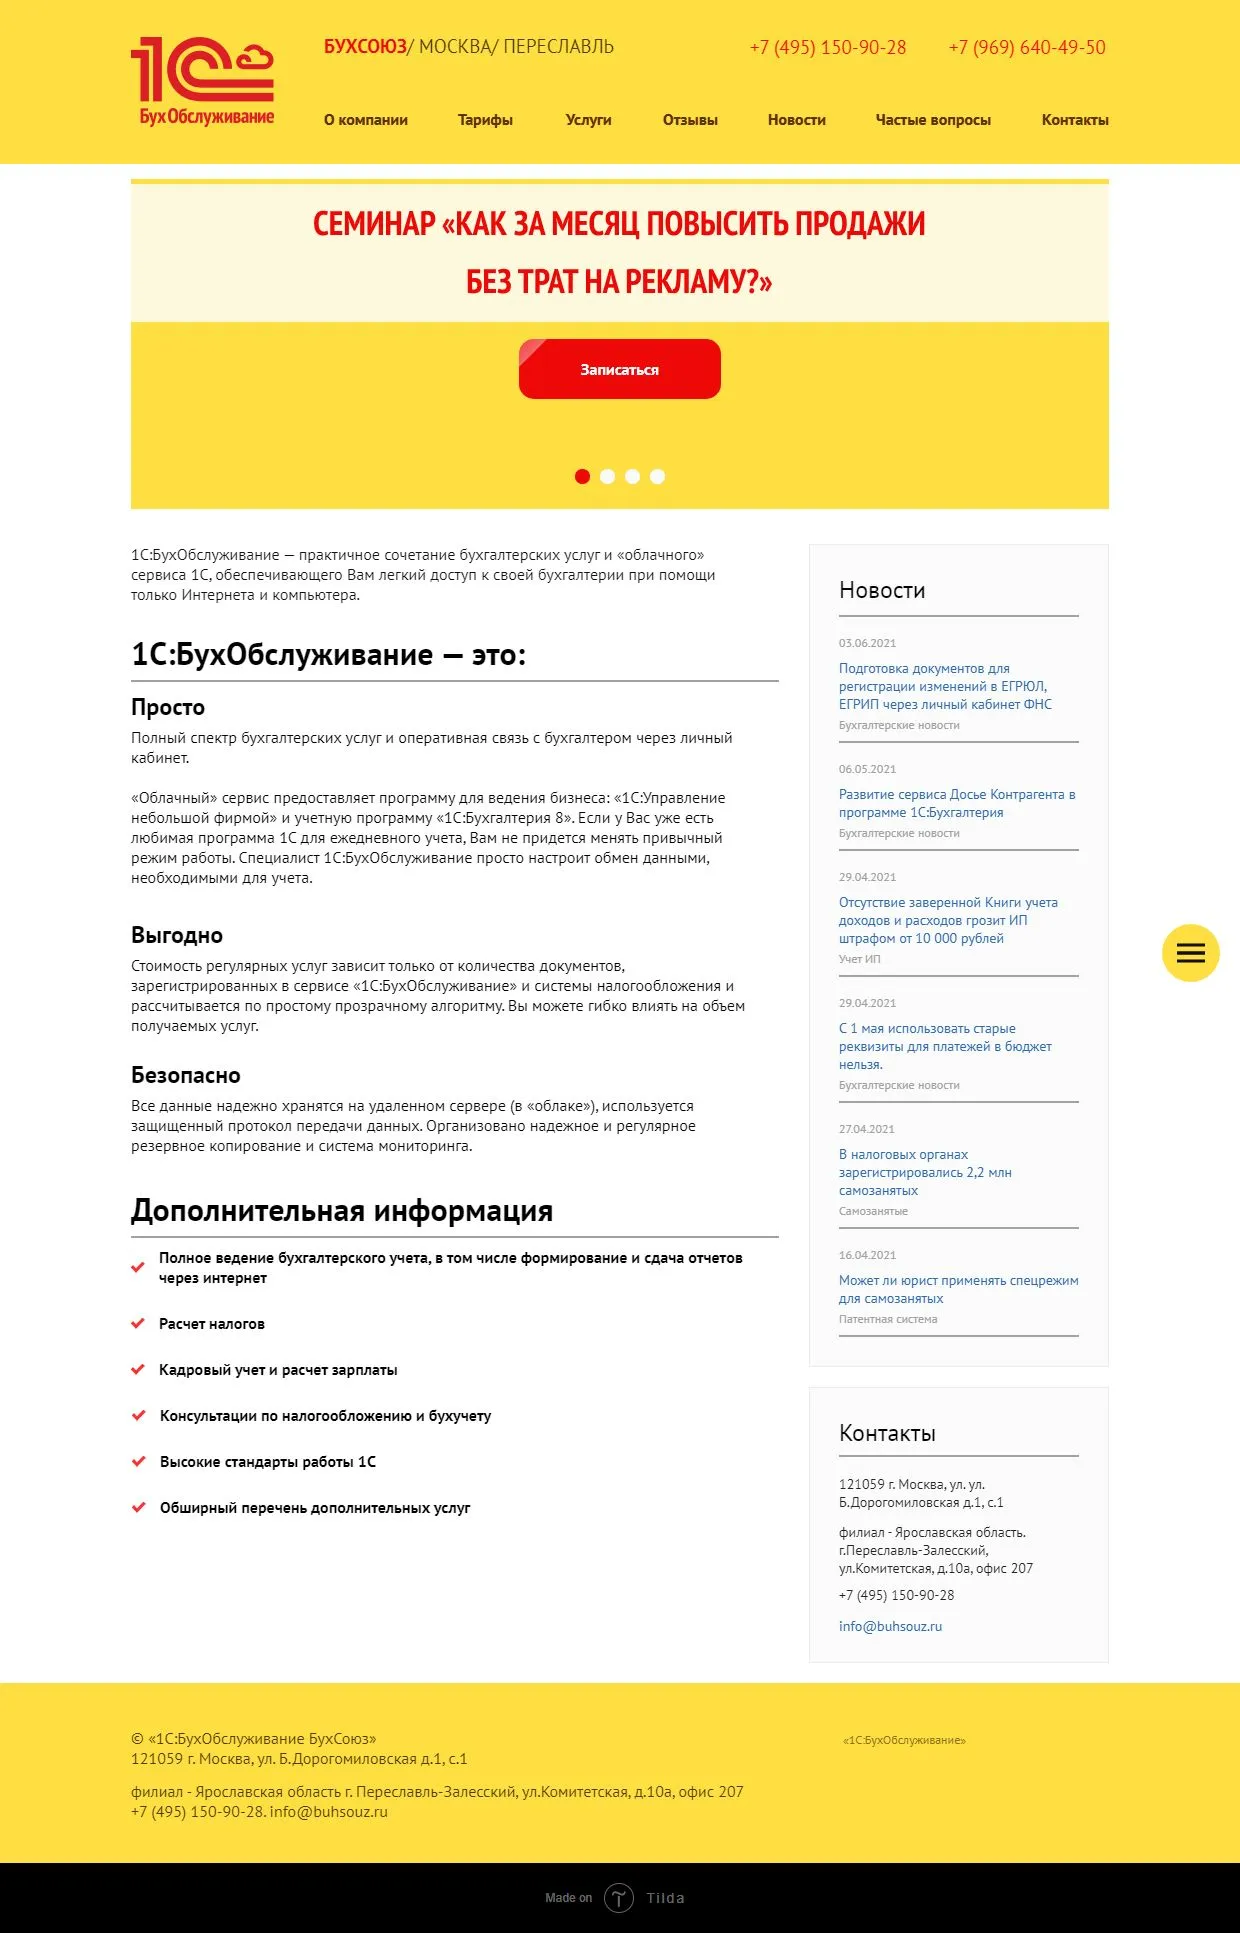 1С
БухОбслуживание
БУХСОЮЗ/ МОСКВА/ ПЕРЕСЛАВЛЬ
+7 (495) 150-90-28
+7 (969) 640-49-50
О компании
Тарифы
Услуги
Отзывы
Новости
Частые вопросы
Контакты
СЕМИНАР «КАК ЗА МЕСЯЦ ПОВЫСИТЬ ПРОДАЖИ
БЕЗ ТРАТ НА РЕКЛАМУ?»
Записаться
1С:БухОбслуживание — практичное сочетание бухгалтерских услуг и «облачного»
сервиса 1С, обеспечивающего Вам легкий доступ к своей бухгалтерии при помощи
только Интернета и компьютера.
1С:БухОбслуживание — это:
Просто
Полный спектр бухгалтерских услуг и оперативная связь с бухгалтером через личный
кабинет.
«Облачный» сервис предоставляет программу для ведения бизнеса: «1С:Управление
небольшой фирмой» и учетную программу «1С:Бухгалтерия 8». Если у Вас уже есть
любимая программа 1С для ежедневного учета, Вам не придется менять привычный
режим работы. Специалист 1С:БухОбслуживание просто настроит обмен данными,
необходимыми для учета.
Выгодно
Стоимость регулярных услуг зависит только от количества документов,
зарегистрированных в сервисе «1С:БухОбслуживание» и системы налогообложения и
рассчитывается по простому прозрачному алгоритму. Вы можете гибко влиять на объем
получаемых услуг.
Безопасно
Все данные надежно хранятся на удаленном сервере (в «облаке»), используется
защищенный протокол передачи данных. Организовано надежное и регулярное
резервное копирование и система мониторинга.
Дополнительная информация
Полное ведение бухгалтерского учета, в том числе формирование и сдача отчетов
через интернет
Расчет налогов
Кадровый учет и расчет зарплаты
Консультации по налогообложению и бухучету
Высокие стандарты работы 1С
Обширный перечень дополнительных услуг
Новости
03.06.2021
Подготовка документов для
регистрации изменений в ЕГРЮЛ,
ЕГРИП через личный кабинет ФНС
Бухгалтерские новости
06.05.2021
Развитие сервиса Досье Контрагента в
программе 1С:Бухгалтерия
Бухгалтерские новости
29.04.2021
Отсутствие заверенной Книги учета
доходов и расходов грозит ИП
штрафом от 10 000 рублей
Учет ИП
29.04.2021
С 1 мая использовать старые
реквизиты для платежей в бюджет
нельзя.
Бухгалтерские новости
27.04.2021
В налоговых органах
зарегистрировались 2,2 млн
самозанятых
Самозанятые
16.04.2021
Может ли юрист применять спецрежим
для самозанятых
Патентная система
Контакты
121059 г. Москва, ул. ул.
Б.Дорогомиловская д.1, с.1
филиал - Ярославская область.
г.Переславль-Залесский,
ул.Комитетская, д.10а, офис 207
+7 (495) 150-90-28
info@buhsouz.ru
© «1С:БухОбслуживание БухСоюз»
121059 г. Москва, ул. Б.Дорогомиловская д.1, с.1
филиал - Ярославская область г. Переславль-Залесский, ул.Комитетская, д.10а, офис 207
+7 (495) 150-90-28. info@buhsouz.ru
«1С:БухОбслуживание»
Made on Tilda